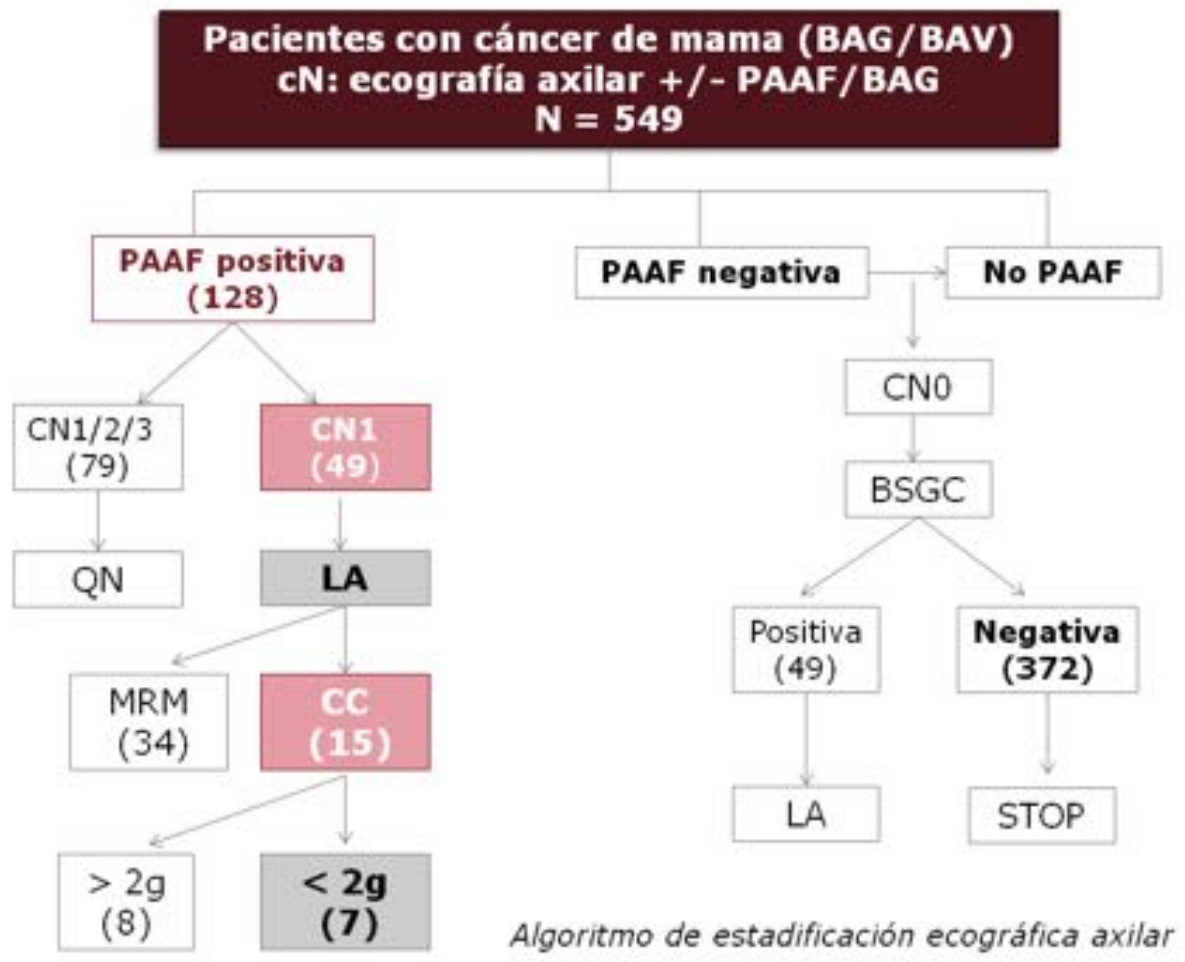 Pacientes con cáncer de mama (BAG/BAV)
cN: ecografía axilar +/- PAAF/BAG
N = 549
PAAF positiva
(128)
PAAF negativa
No PAAF
CN1/2/3
(79)
CN1
(49)
CN0
QN
LA
BSGC
MRM
(34)
CC
(15)
Positiva
(49)
Negativa
(372)
> 2g
(8)
< 2g
(7)
LA
STOP
Algoritmo de estadificación ecográfica axilar